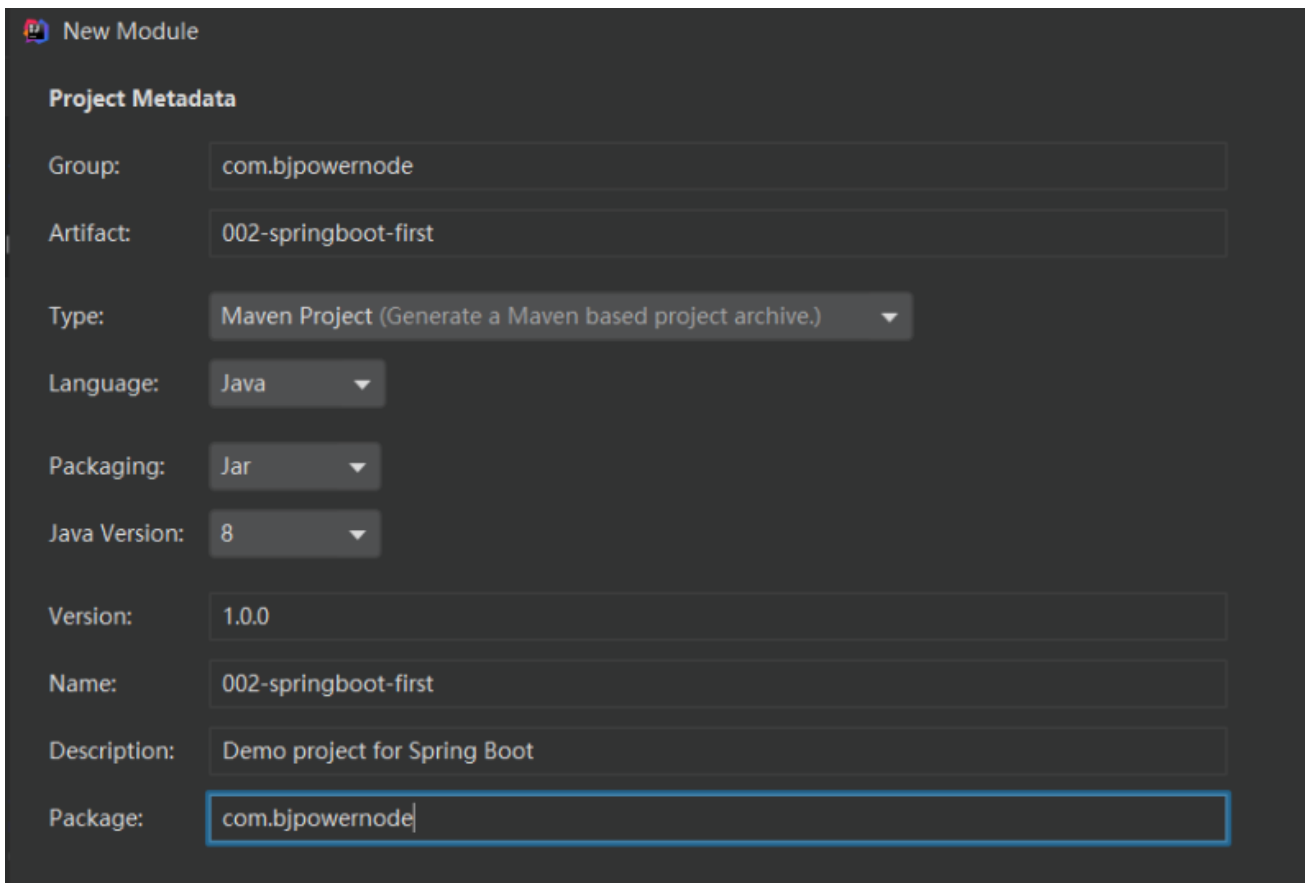 New Module
Project Metadata
Group: com.bjpowernode
Artifact: 002-springboot-first
Type: Maven Project (Generate a Maven based project archive.)
Language: Java
Packaging: Jar
Java Version: 8
Version: 1.0.0
Name: 002-springboot-first
Description: Demo project for Spring Boot
Package: com.bjpowernode